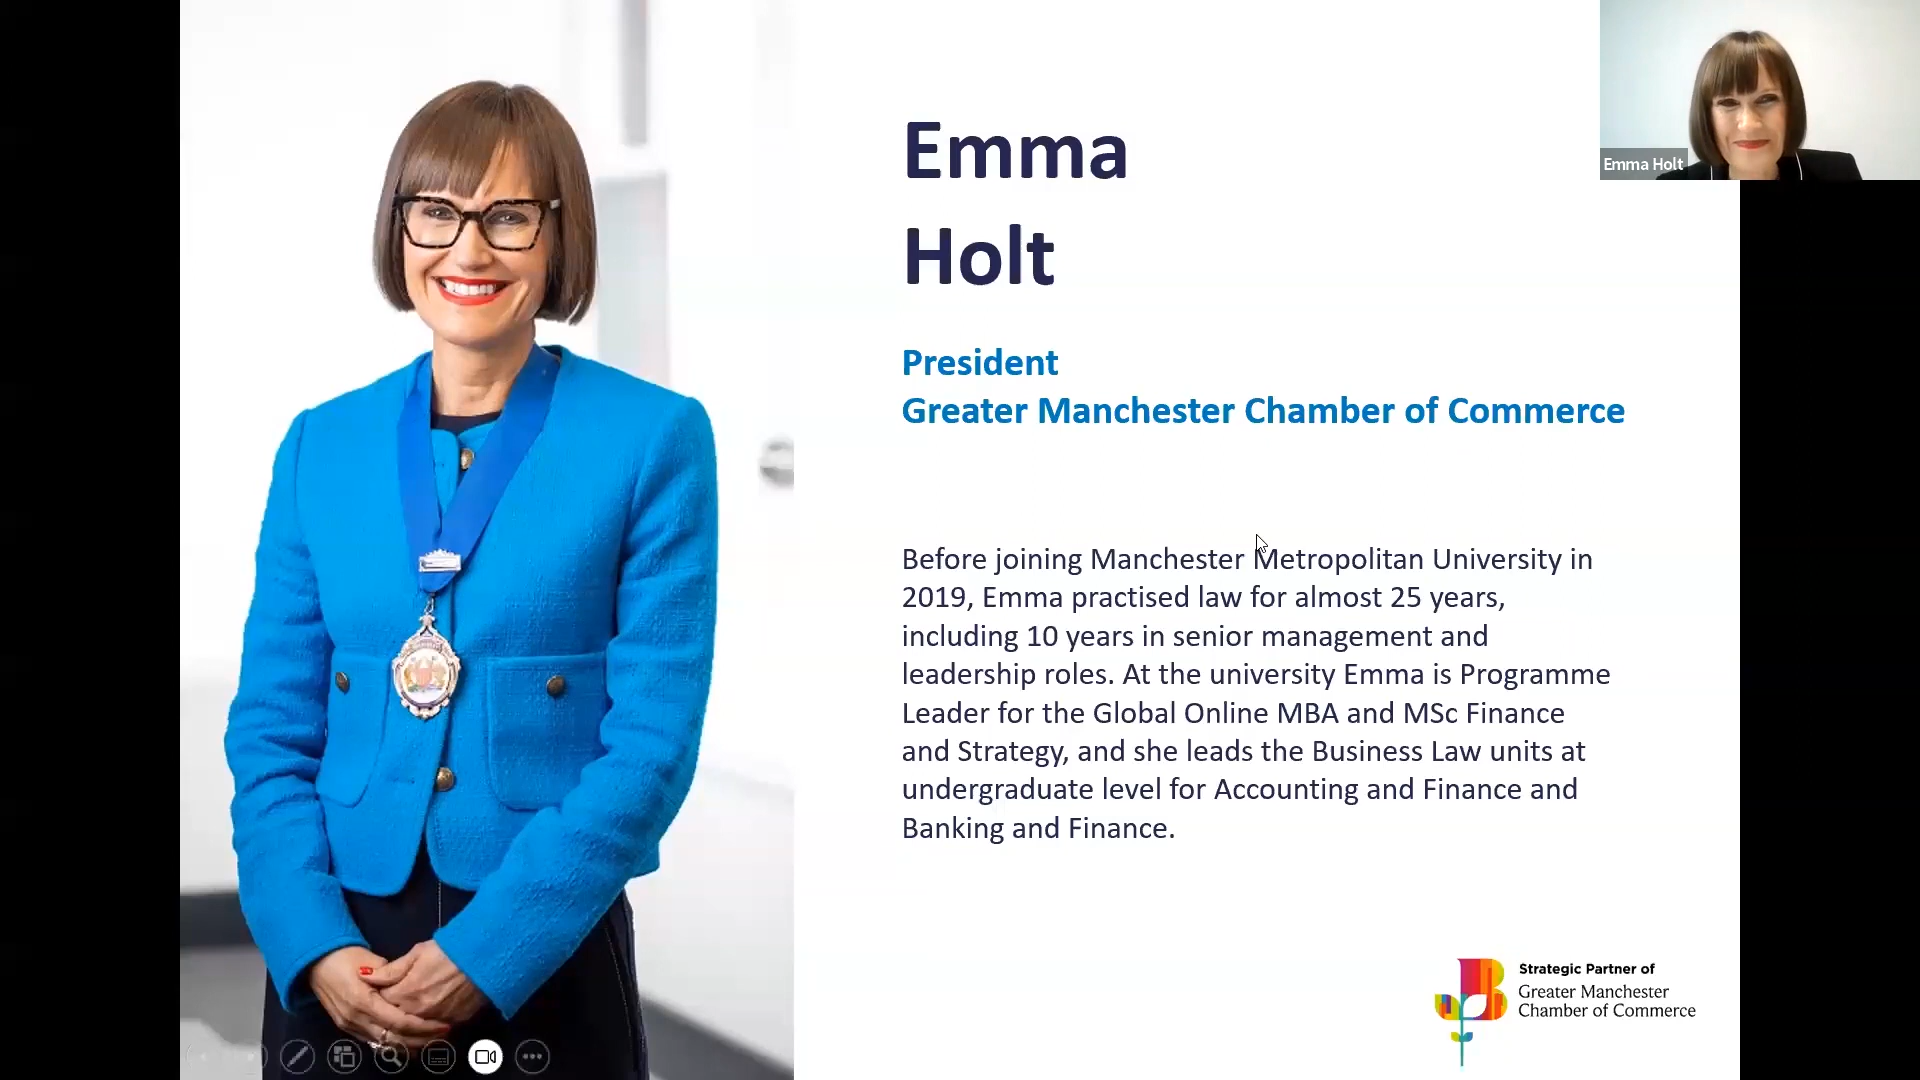 Emma
Holt
Emma Holt
President
Greater Manchester Chamber of Commerce
Before joining Manchester Metropolitan University in
2019, Emma practised law for almost 25 years,
including 10 years in senior management and
leadership roles. At the university Emma is Programme
Leader for the Global Online MBA and MSc Finance
and Strategy, and she leads the Business Law units at
undergraduate level for Accounting and Finance and
Banking and Finance.
Strategic Partner of
Greater Manchester
Chamber of Commerce